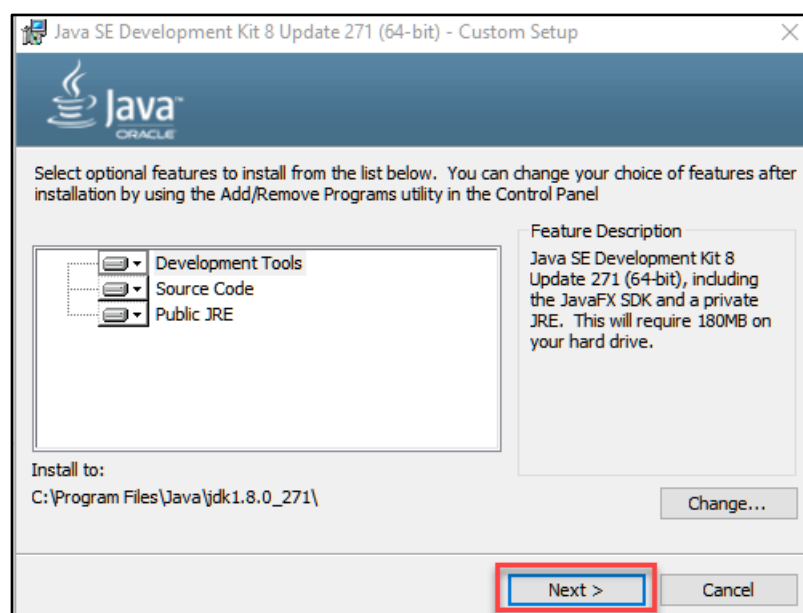 Java SE Development Kit 8 Update 271 (64-bit) - Custom Setup
Java™
ORACLE
Select optional features to install from the list below.  You can change your choice of features after
installation by using the Add/Remove Programs utility in the Control Panel
Development Tools
Source Code
Public JRE
Feature Description
Java SE Development Kit 8
Update 271 (64-bit), including
the JavaFX SDK and a private
JRE.  This will require 180MB on
your hard drive.
Install to:
C:\Program Files\Java\jdk1.8.0_271\
Change...
Next >
Cancel